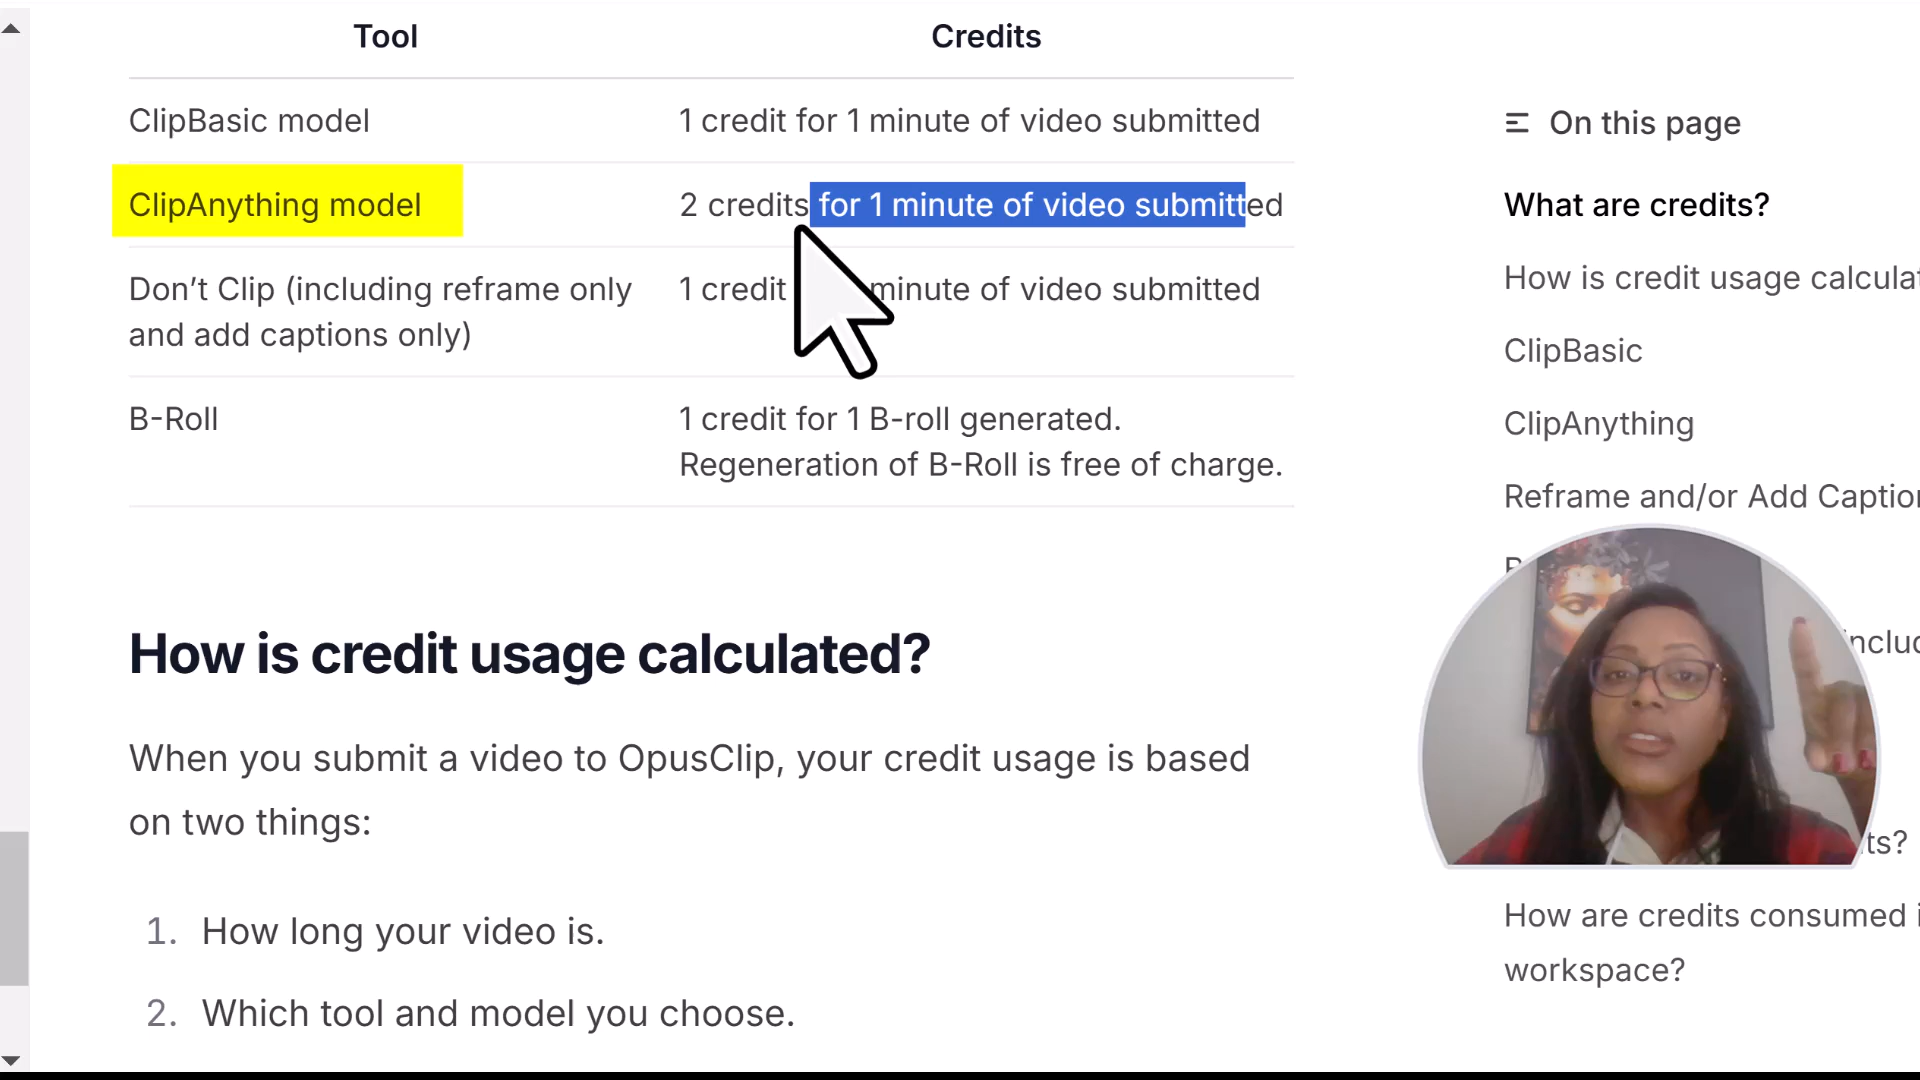 Tool Credits
ClipBasic model 1 credit for 1 minute of video submitted
ClipAnything model 2 credits for 1 minute of video submitted
Don’t Clip (including reframe only 1 credit minute of video submitted
and add captions only)
B-Roll 1 credit for 1 B-roll generated.
Regeneration of B-Roll is free of charge.
How is credit usage calculated?
When you submit a video to OpusClip, your credit usage is based
on two things:
1. How long your video is.
2. Which tool and model you choose.
On this page
What are credits?
How is credit usage
ClipBasic
ClipAnything
Reframe and/or Add
How are credits consumed
workspace?